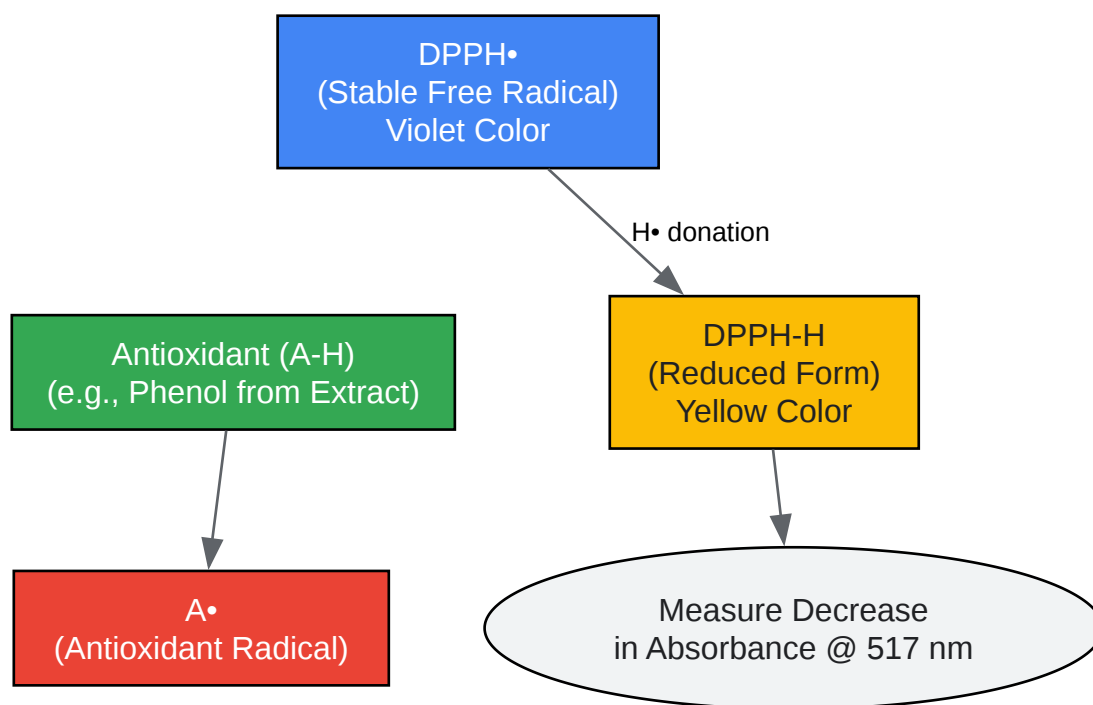 DPPH•
(Stable Free Radical)
Violet Color
H• donation
Antioxidant (A-H)
(e.g., Phenol from Extract)
DPPH-H
(Reduced Form)
Yellow Color
A•
(Antioxidant Radical)
Measure Decrease
in Absorbance @ 517 nm